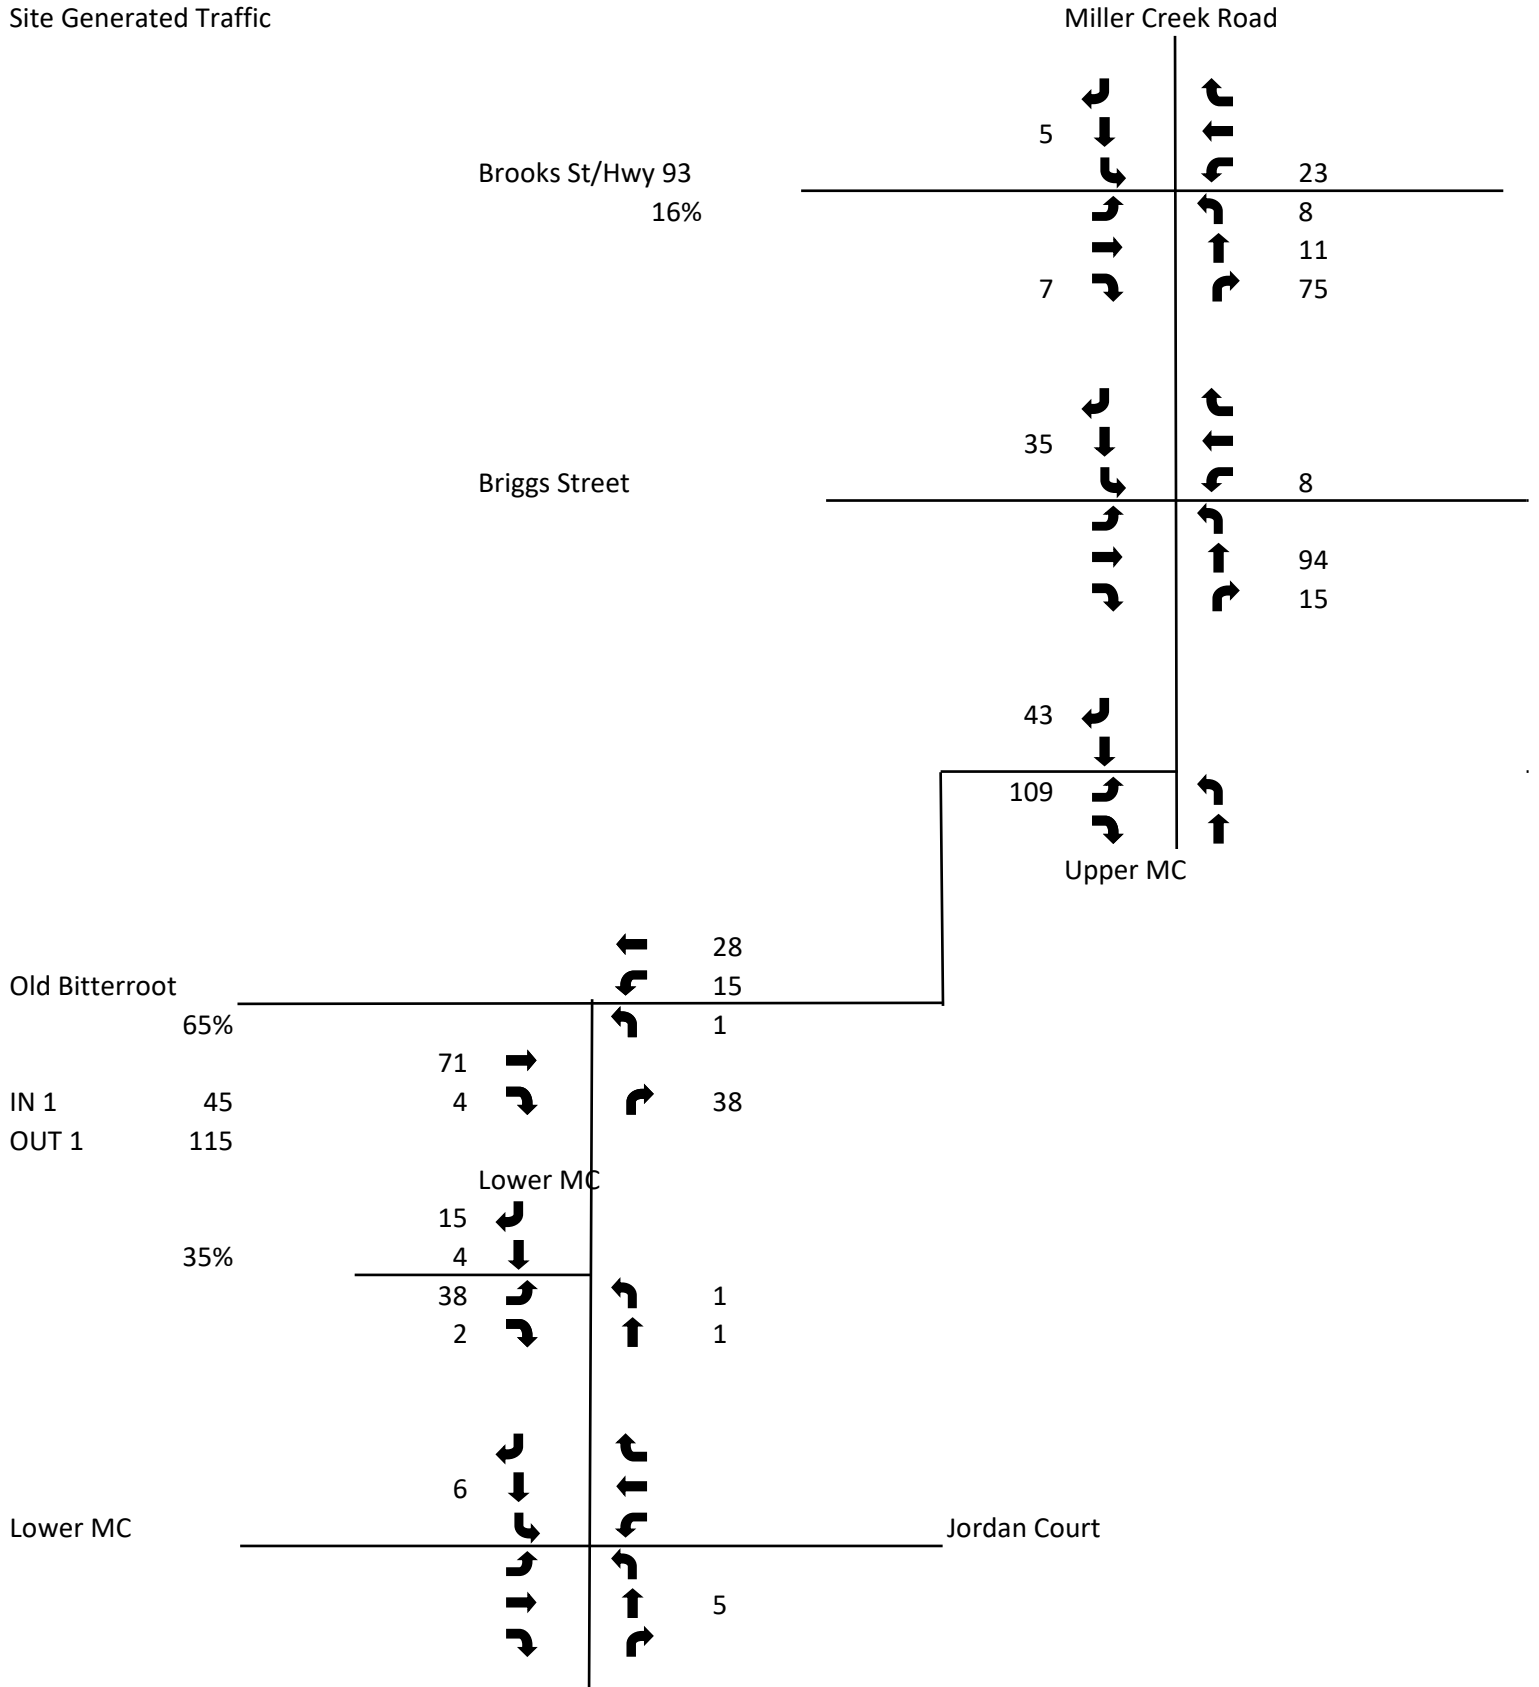 Site Generated Traffic Miller Creek Road
5
Brooks St/Hwy 93 23
16% 8
11
7 75
35
Briggs Street 8
94
15
43
109
Upper MC
28
Old Bitterroot 15
65% 1
71
IN 1 45 4 38
OUT 1 115
Lower MC
15
35% 4
38 1
2 1
6
Lower MC Jordan Court
5